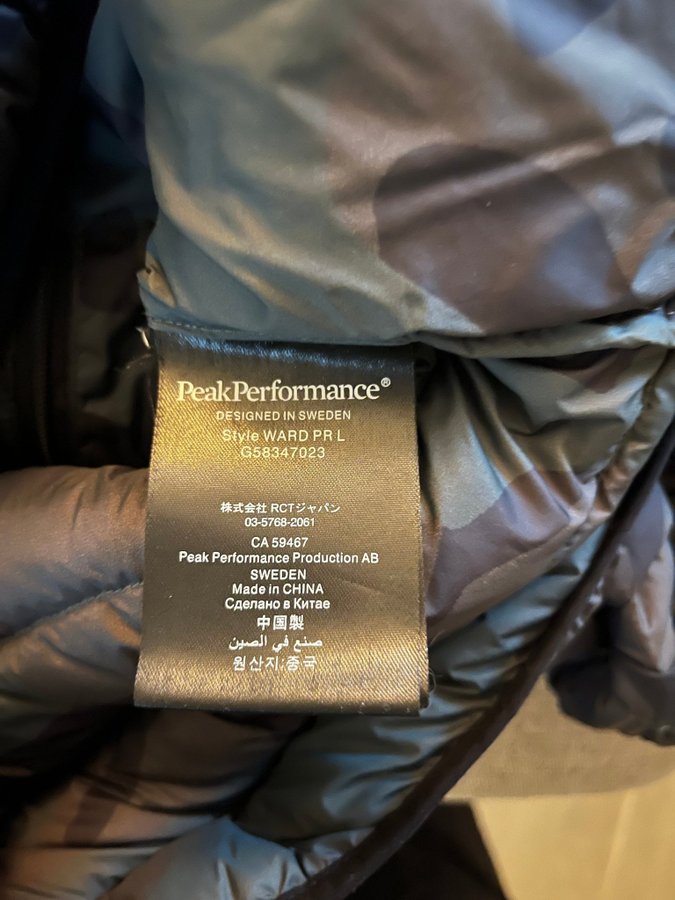 PeakPerformance®
DESIGNED IN SWEDEN
Style WARD PR L
G58347023
株式会社 RCTジャパン
03-5768-2061
CA 59467
Peak Performance Production AB
SWEDEN
Made in CHINA
Сделано в Китае
中国製
صنع في الصين
원산지:중국